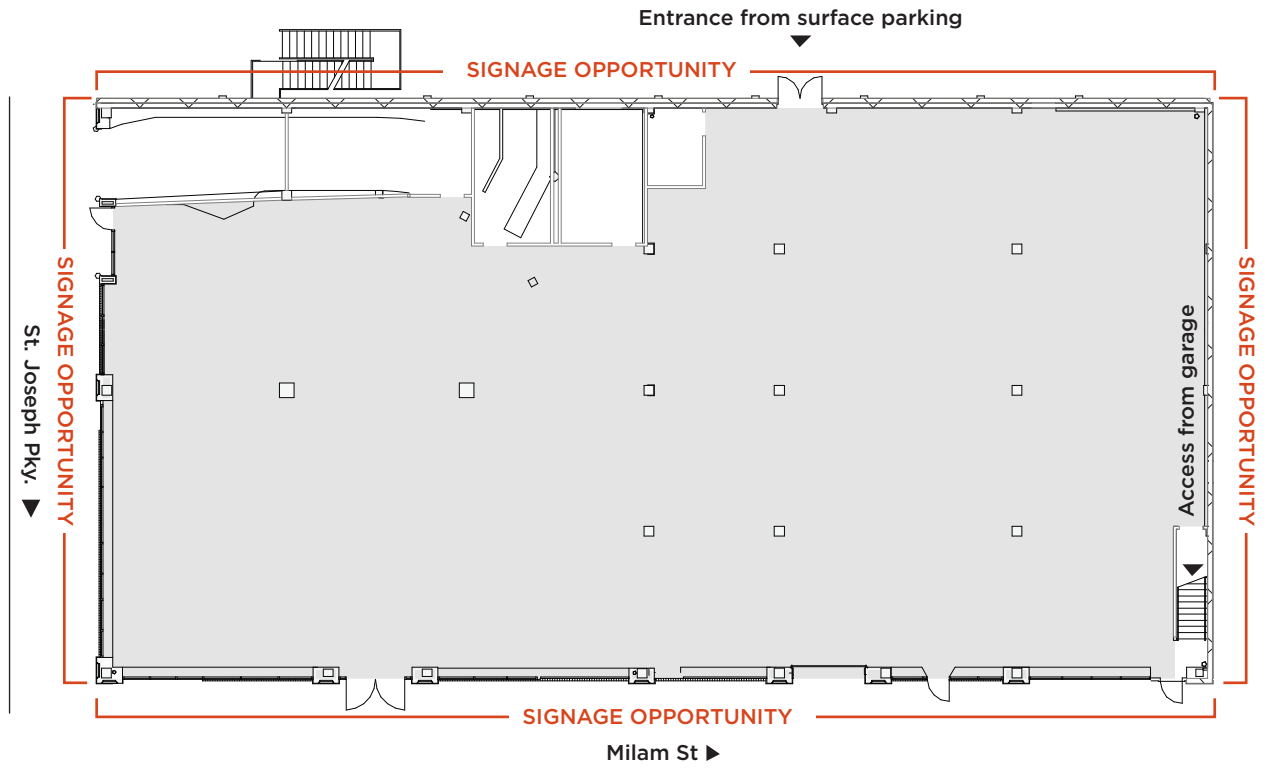 Entrance from surface parking
SIGNAGE OPPORTUNITY
SIGNAGE OPPORTUNITY
St. Joseph Pky.
Access from garage
SIGNAGE OPPORTUNITY
SIGNAGE OPPORTUNITY
Milam St